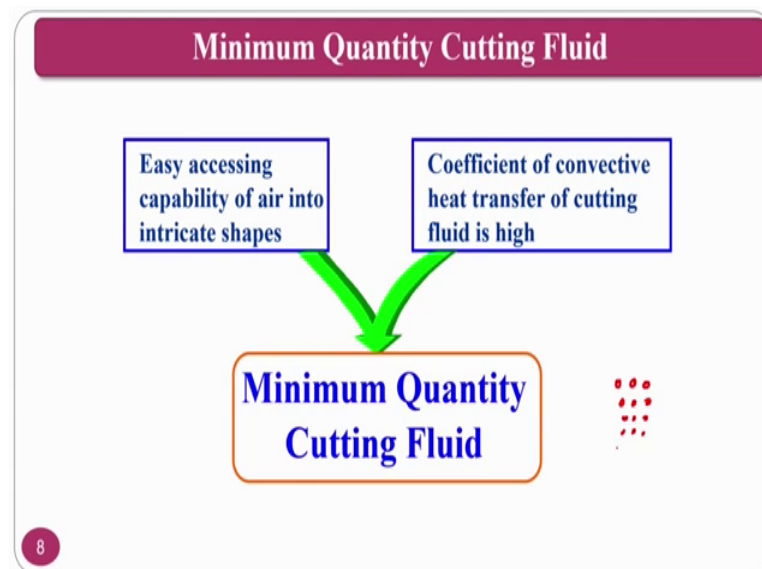 Minimum Quantity Cutting Fluid
Easy accessing
capability of air into
intricate shapes
Coefficient of convective
heat transfer of cutting
fluid is high
Minimum Quantity
Cutting Fluid
8